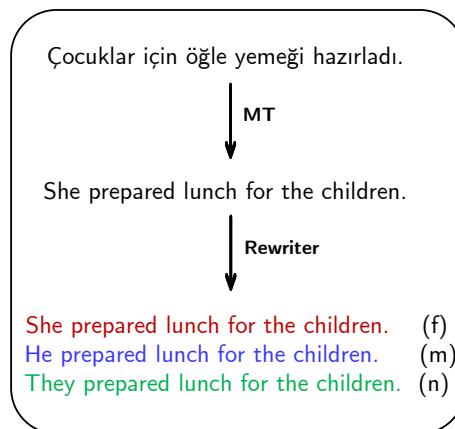 Çocuklar için öğle yemeği hazırladı.
MT
She prepared lunch for the children.
Rewriter
She prepared lunch for the children. (f)
He prepared lunch for the children. (m)
They prepared lunch for the children. (n)